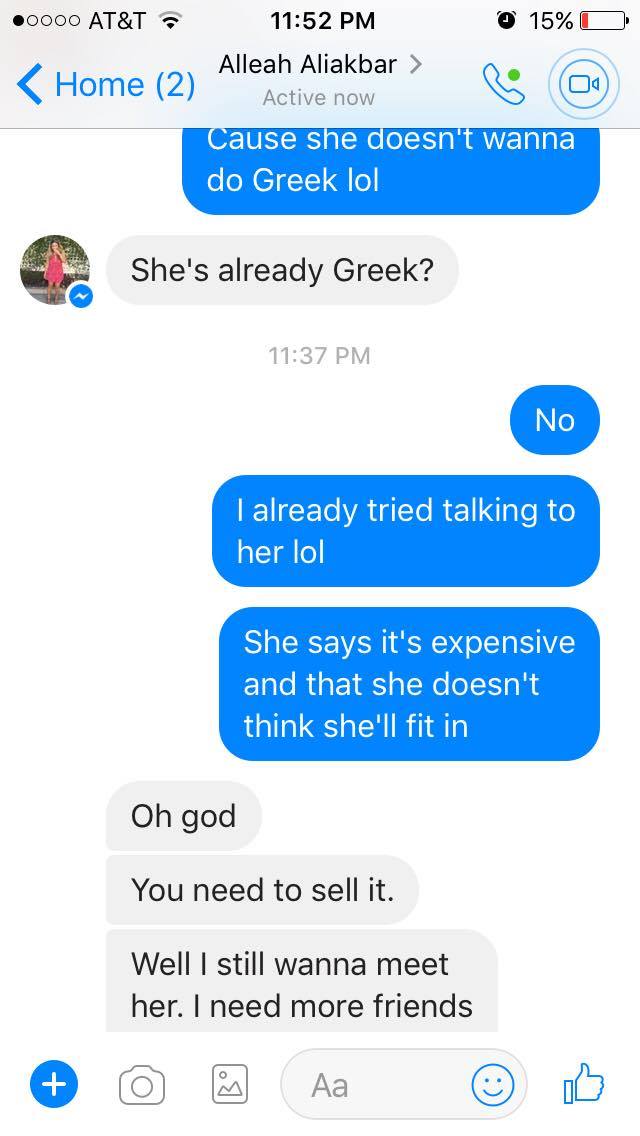 AT&T 11:52 PM 15%
Home (2) Alleah Aliakbar
Active now
Cause she doesn't wanna
do Greek lol
She's already Greek?
11:37 PM
No
I already tried talking to
her lol
She says it's expensive
and that she doesn't
think she'll fit in
Oh god
You need to sell it.
Well I still wanna meet
her. I need more friends
Aa